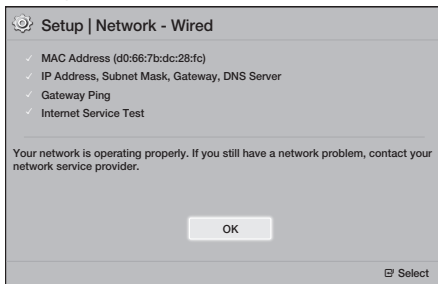 Setup | Network - Wired
MAC Address (d0:66:7b:dc:28:fc)
IP Address, Subnet Mask, Gateway, DNS Server
Gateway Ping
Internet Service Test
Your network is operating properly. If you still have a network problem, contact your
network service provider.
OK
Select